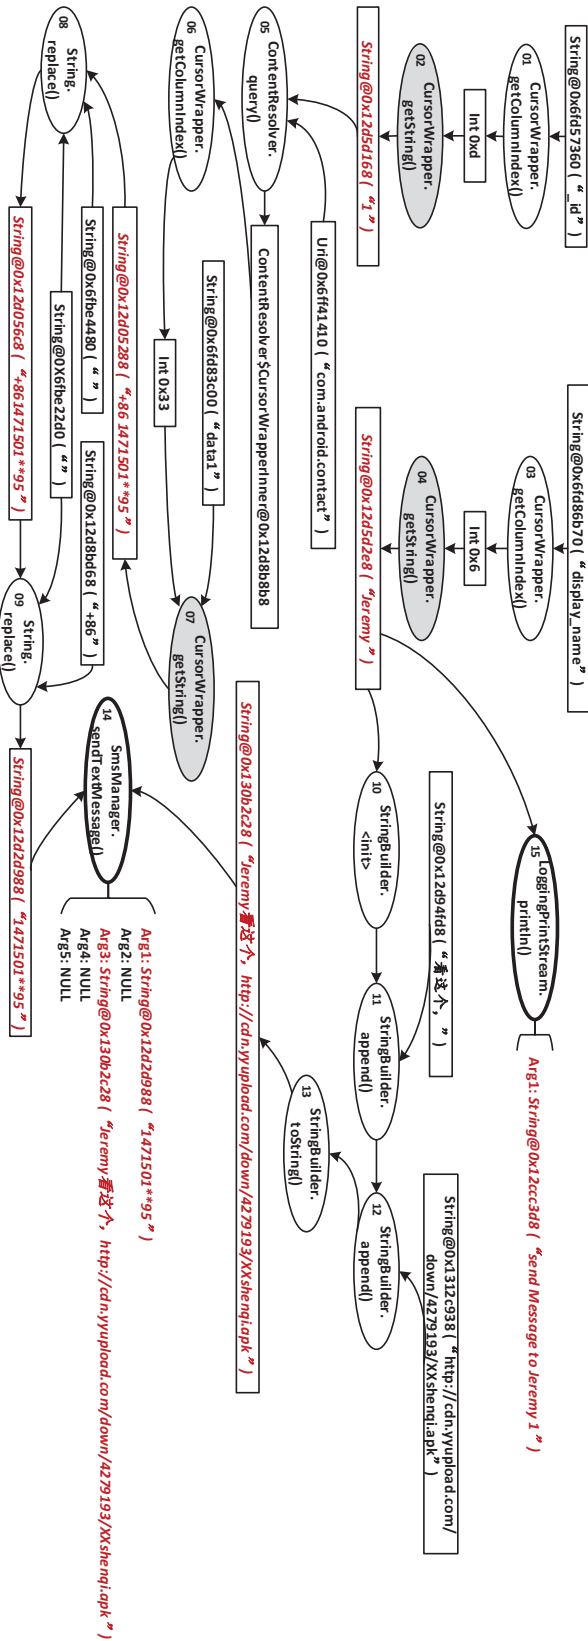 String@0x6fd57360 ( “_id” )
01
CursorWrapper.
getColumnIndex()
Int 0xd
02
CursorWrapper.
getString()
String@0x12d5d168 ( “1” )
String@0x6fd86b70 ( “display_name” )
03
CursorWrapper.
getColumnIndex()
Int 0x6
04
CursorWrapper.
getString()
String@0x12d5d2e8 ( “Jeremy” )
15
LoggingPrintStream.
println()
Arg1: String@0x12ccc3d8 ( “send Message to Jeremy 1” )
Uri@0x6ff41410 ( “com.android.contact” )
05
ContentResolver.
query()
ContentResolver$CursorWrapperInner@0x12d8b8b8
String@0x12d94fd8 ( “看这个，” )
10
StringBuilder.
<init>
11
StringBuilder.
append()
String@0x1312c938 ( “http://cdn.yyupload.com/
down/4279193/XXshenqi.apk” )
12
StringBuilder.
append()
13
StringBuilder.
toString()
06
CursorWrapper.
getColumnIndex()
String@0x6fd83c00 ( “data1” )
Int 0x33
07
CursorWrapper.
getString()
String@0x130b2c28 ( “Jeremy看这个，http://cdn.yyupload.com/down/4279193/XXshenqi.apk” )
String@0x12d05288 ( “+86 1471501**95” )
08
String.
replace()
String@0x6fbe4480 ( “ ” )
String@0X6fbe22d0 ( “” )
String@0x12d8bd68 ( “+86” )
String@0x12d056c8 ( “+861471501**95” )
09
String.
replace()
String@0x12d2d988 ( “1471501**95” )
14
SmsManager.
sendTextMessage()
Arg1: String@0x12d2d988 ( “1471501**95” )
Arg2: NULL
Arg3: String@0x130b2c28 ( “Jeremy看这个，http://cdn.yyupload.com/down/4279193/XXshenqi.apk” )
Arg4: NULL
Arg5: NULL